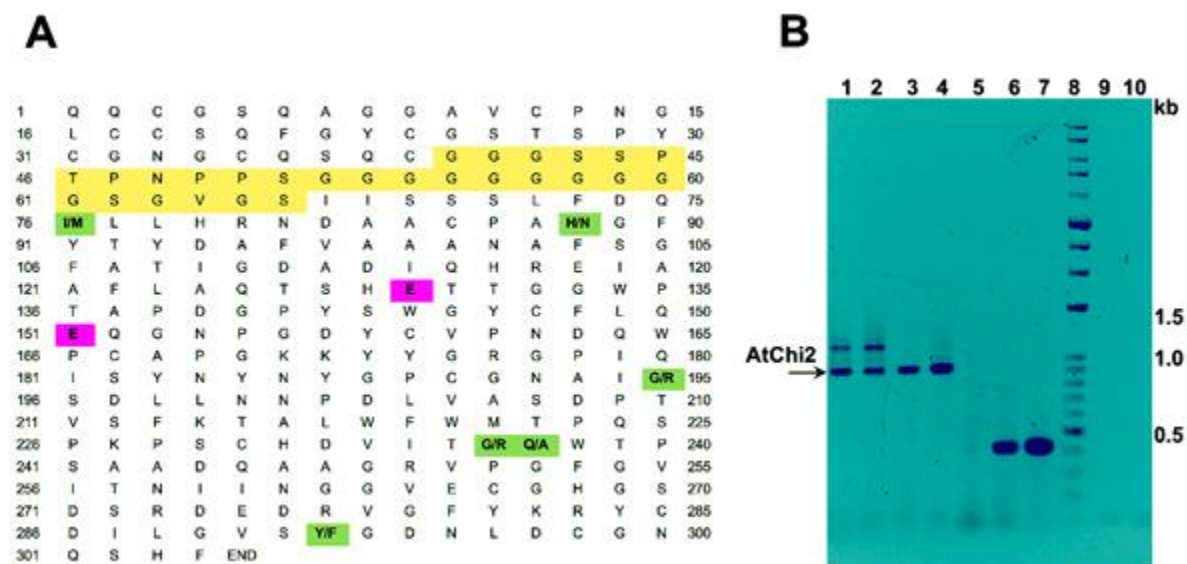 A
1 Q Q C G S Q A G G A V C P N G 15
16 L C C S Q F G Y C G S T S P Y 30
31 C G N G C Q S Q C G G G S S P 45
46 T P N P P S G G G G G G G G G 60
61 G S G V G S I I S S S L F D Q 75
76 I/M L L H R N D A A C P A H/N G F 90
91 Y T Y D A F V A A A N A F S G 105
106 F A T I G D A D I Q H R E I A 120
121 A F L A Q T S H E T T G G W P 135
136 T A P D G P Y S W G Y C F L Q 150
151 E Q G N P G D Y C V P N D Q W 165
166 P C A P G K K Y Y G R G P I Q 180
181 I S Y N Y N Y G P C G N A I G/R 195
196 S D L L N N P D L V A S D P T 210
211 V S F K T A L W F W M T P Q S 225
226 P K P S C H D V I T G/R Q/A W T P 240
241 S A A D Q A A G R V P G F G V 255
256 I T N I I N G G V E C G H G S 270
271 D S R D E D R V G F Y K R Y C 285
286 D I L G V S Y/F G D N L D C G N 300
301 Q S H F END
B
1 2 3 4 5 6 7 8 9 10
kb
1.5
AtChi2
1.0
0.5